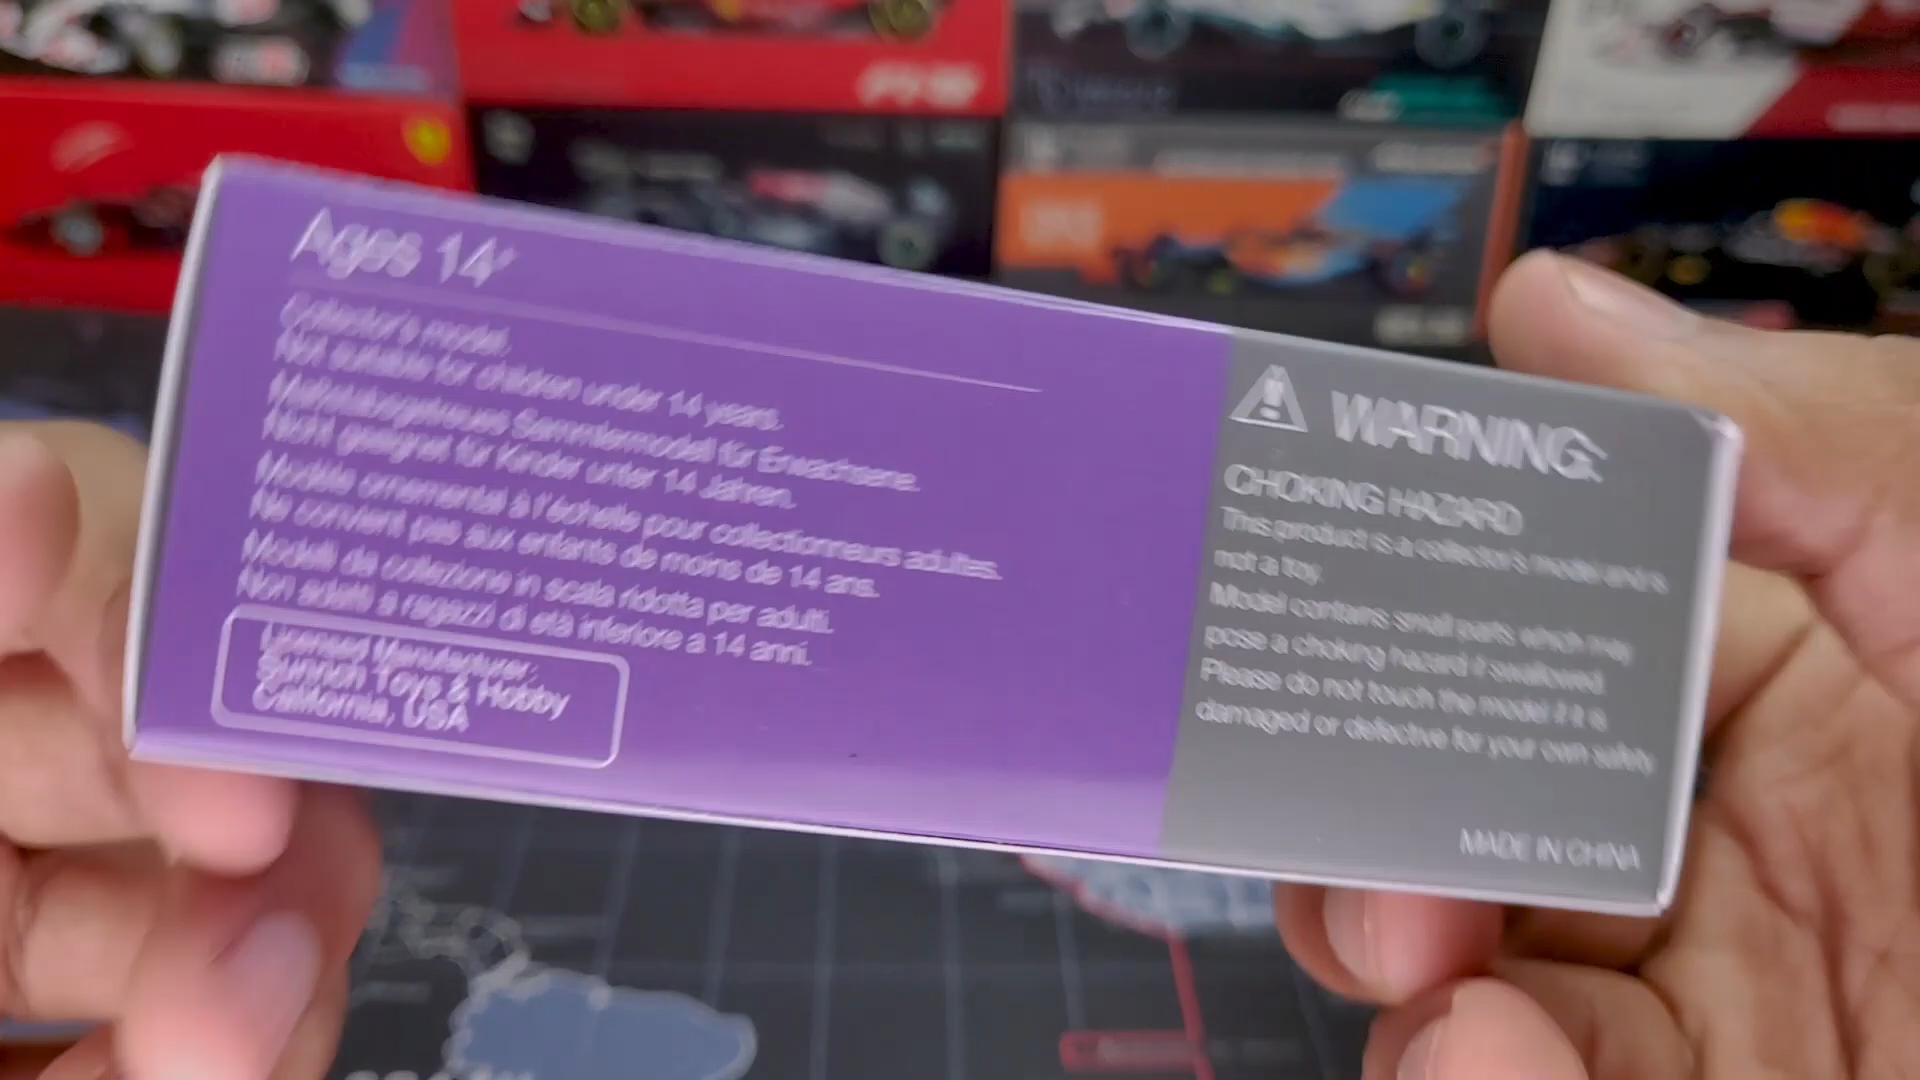 Ages 14+
Collector's model.
Not suitable for children under 14 years.
Maßstabsgetreues Sammlermodell für Erwachsene.
Nicht geeignet für Kinder unter 14 Jahren.
Modèle ornemental à l'échelle pour collectionneurs adultes.
Ne convient pas aux enfants de moins de 14 ans.
Modelli da collezione in scala ridotta per adulti.
Non adatti a ragazzi di età inferiore a 14 anni.
Licensed Manufacturer:
Sunrich Toys & Hobby
California, USA
WARNING:
CHOKING HAZARD
This product is a collector's model and is
not a toy.
Model contains small parts which may
pose a choking hazard if swallowed.
Please do not touch the model if it is
damaged or defective for your own safety.
MADE IN CHINA